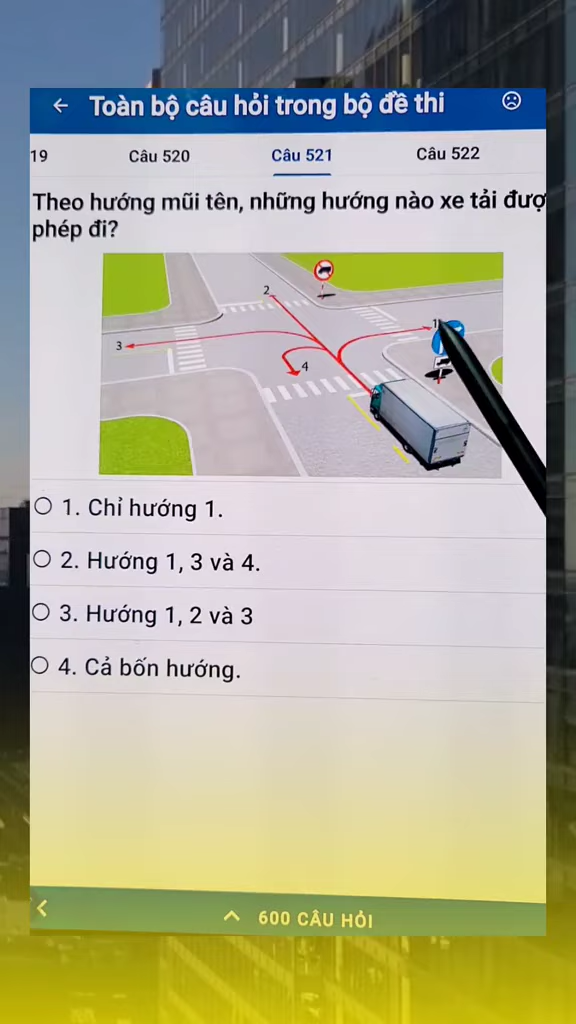 Toàn bộ câu hỏi trong bộ đề thi
19 Câu 520 Câu 521 Câu 522
Theo hướng mũi tên, những hướng nào xe tải đượ
phép đi?
2
1
3
4
1. Chỉ hướng 1.
2. Hướng 1, 3 và 4.
3. Hướng 1, 2 và 3
4. Cả bốn hướng.
600 CÂU HỎI